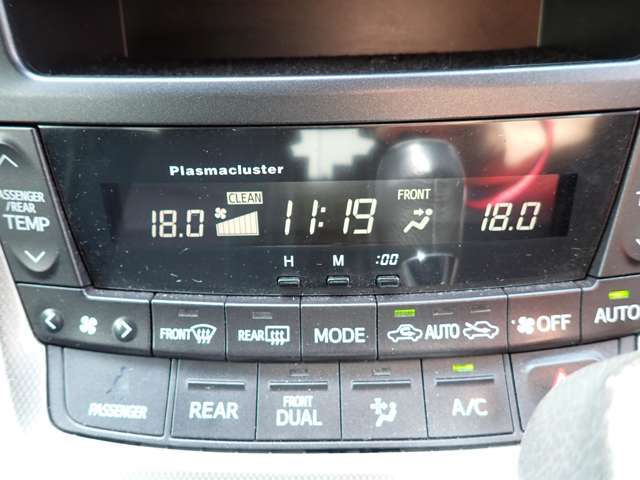 Plasmacluster
CLEAN FRONT
18.0 11:19 18.0
PASSENGER
/REAR
TEMP
H M :00
FRONT REAR MODE AUTO OFF AUTO
PASSENGER REAR FRONT DUAL A/C